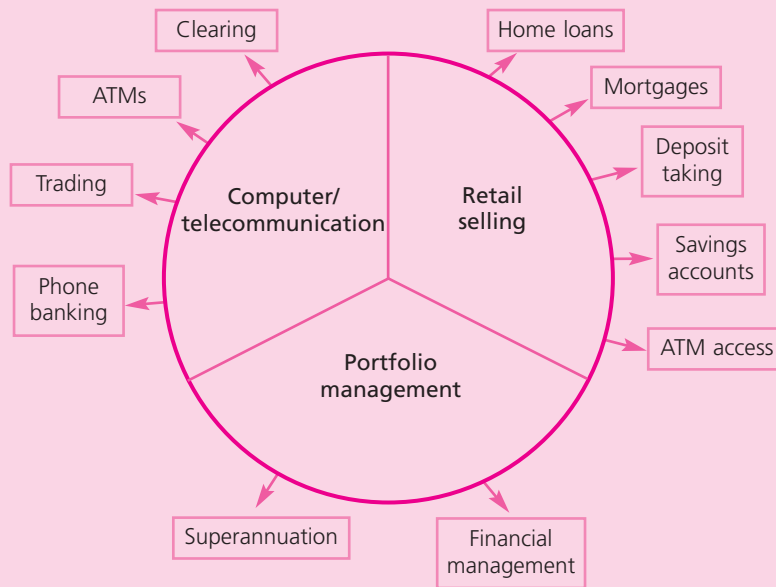 Clearing
ATMs
Trading
Phone
banking
Computer/
telecommunication
Retail
selling
Portfolio
management
Home loans
Mortgages
Deposit
taking
Savings
accounts
ATM access
Superannuation
Financial
management